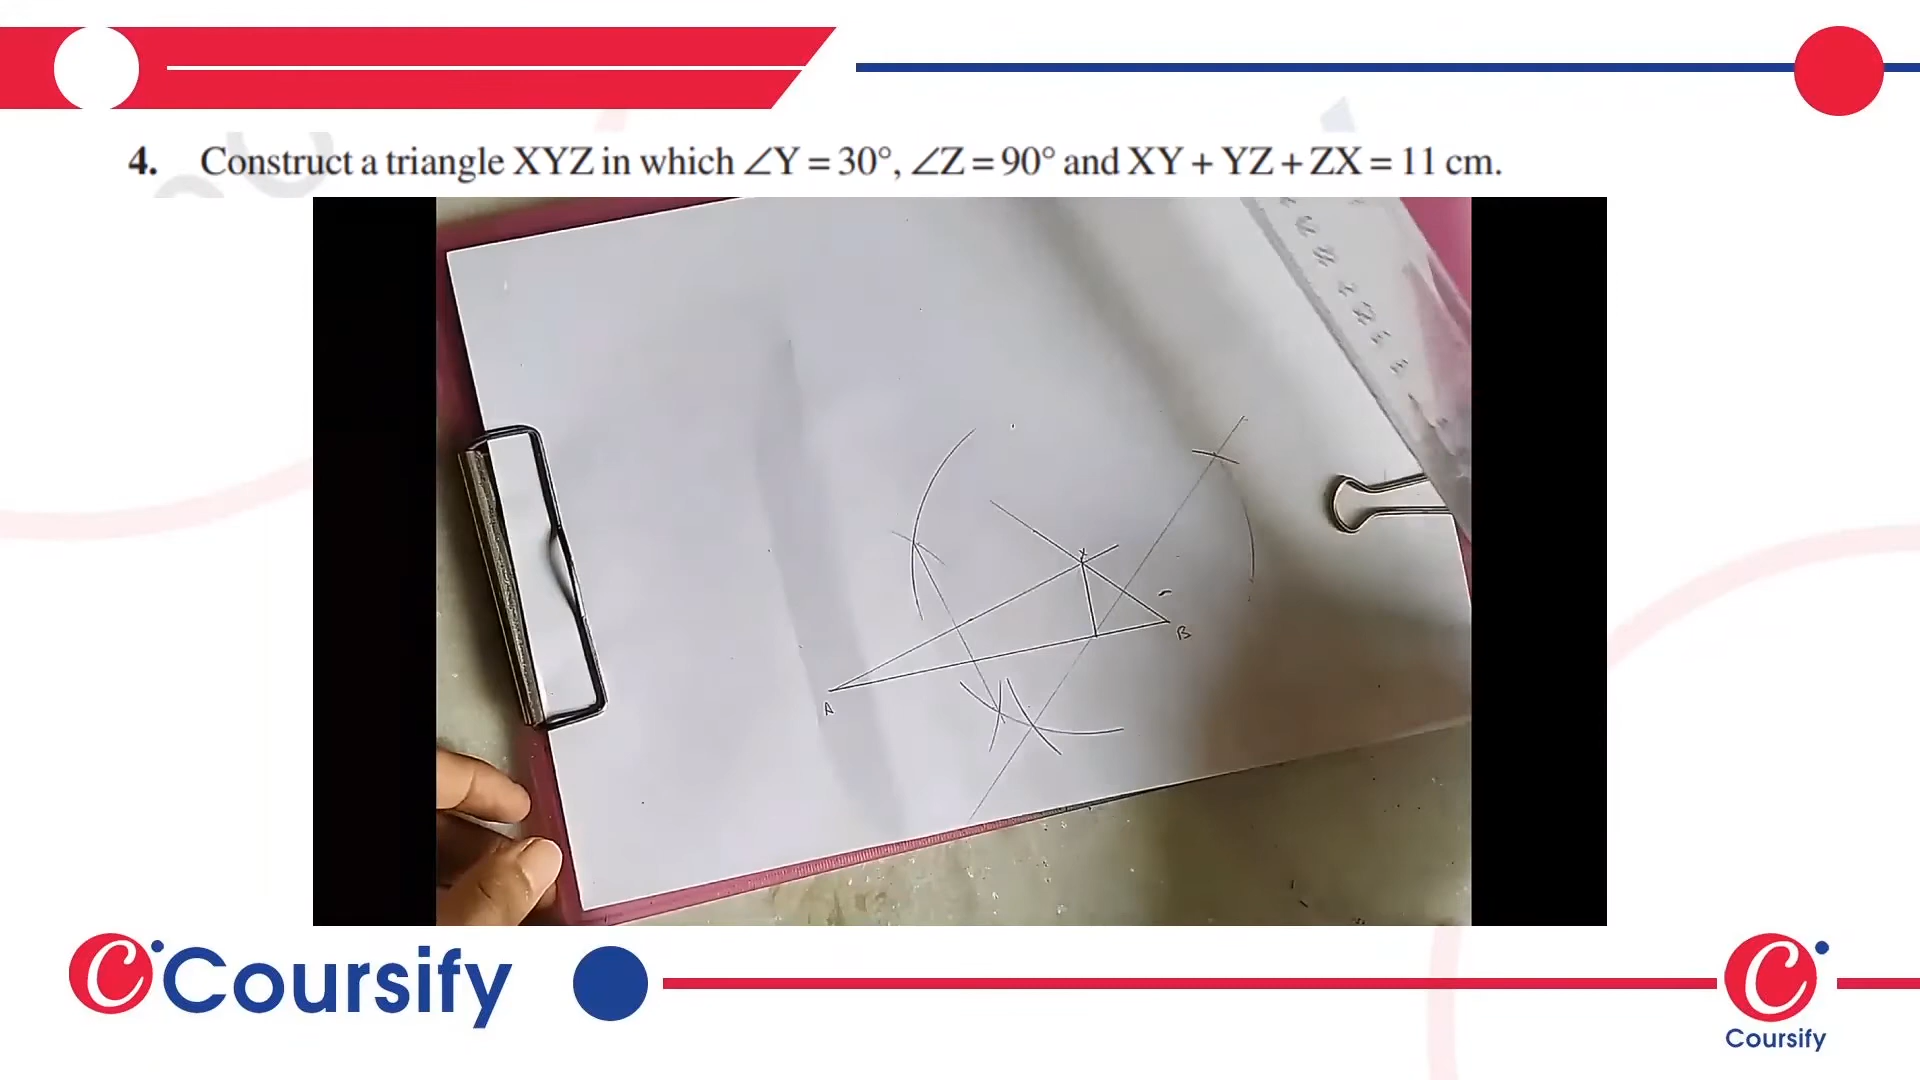 4. Construct a triangle XYZ in which ∠Y = 30°, ∠Z = 90° and XY + YZ + ZX = 11 cm.
X
B
A
Coursify
Coursify